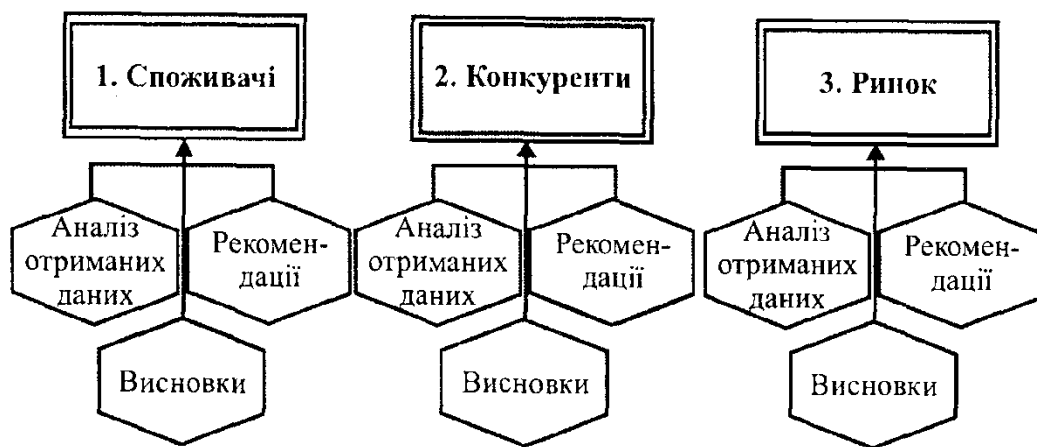 1. Споживачі
2. Конкуренти
3. Ринок
Аналіз
отриманих
даних
Рекомен-
дації
Аналіз
отриманих
даних
Рекомен-
дації
Аналіз
отриманих
даних
Рекомен-
дації
Висновки
Висновки
Висновки